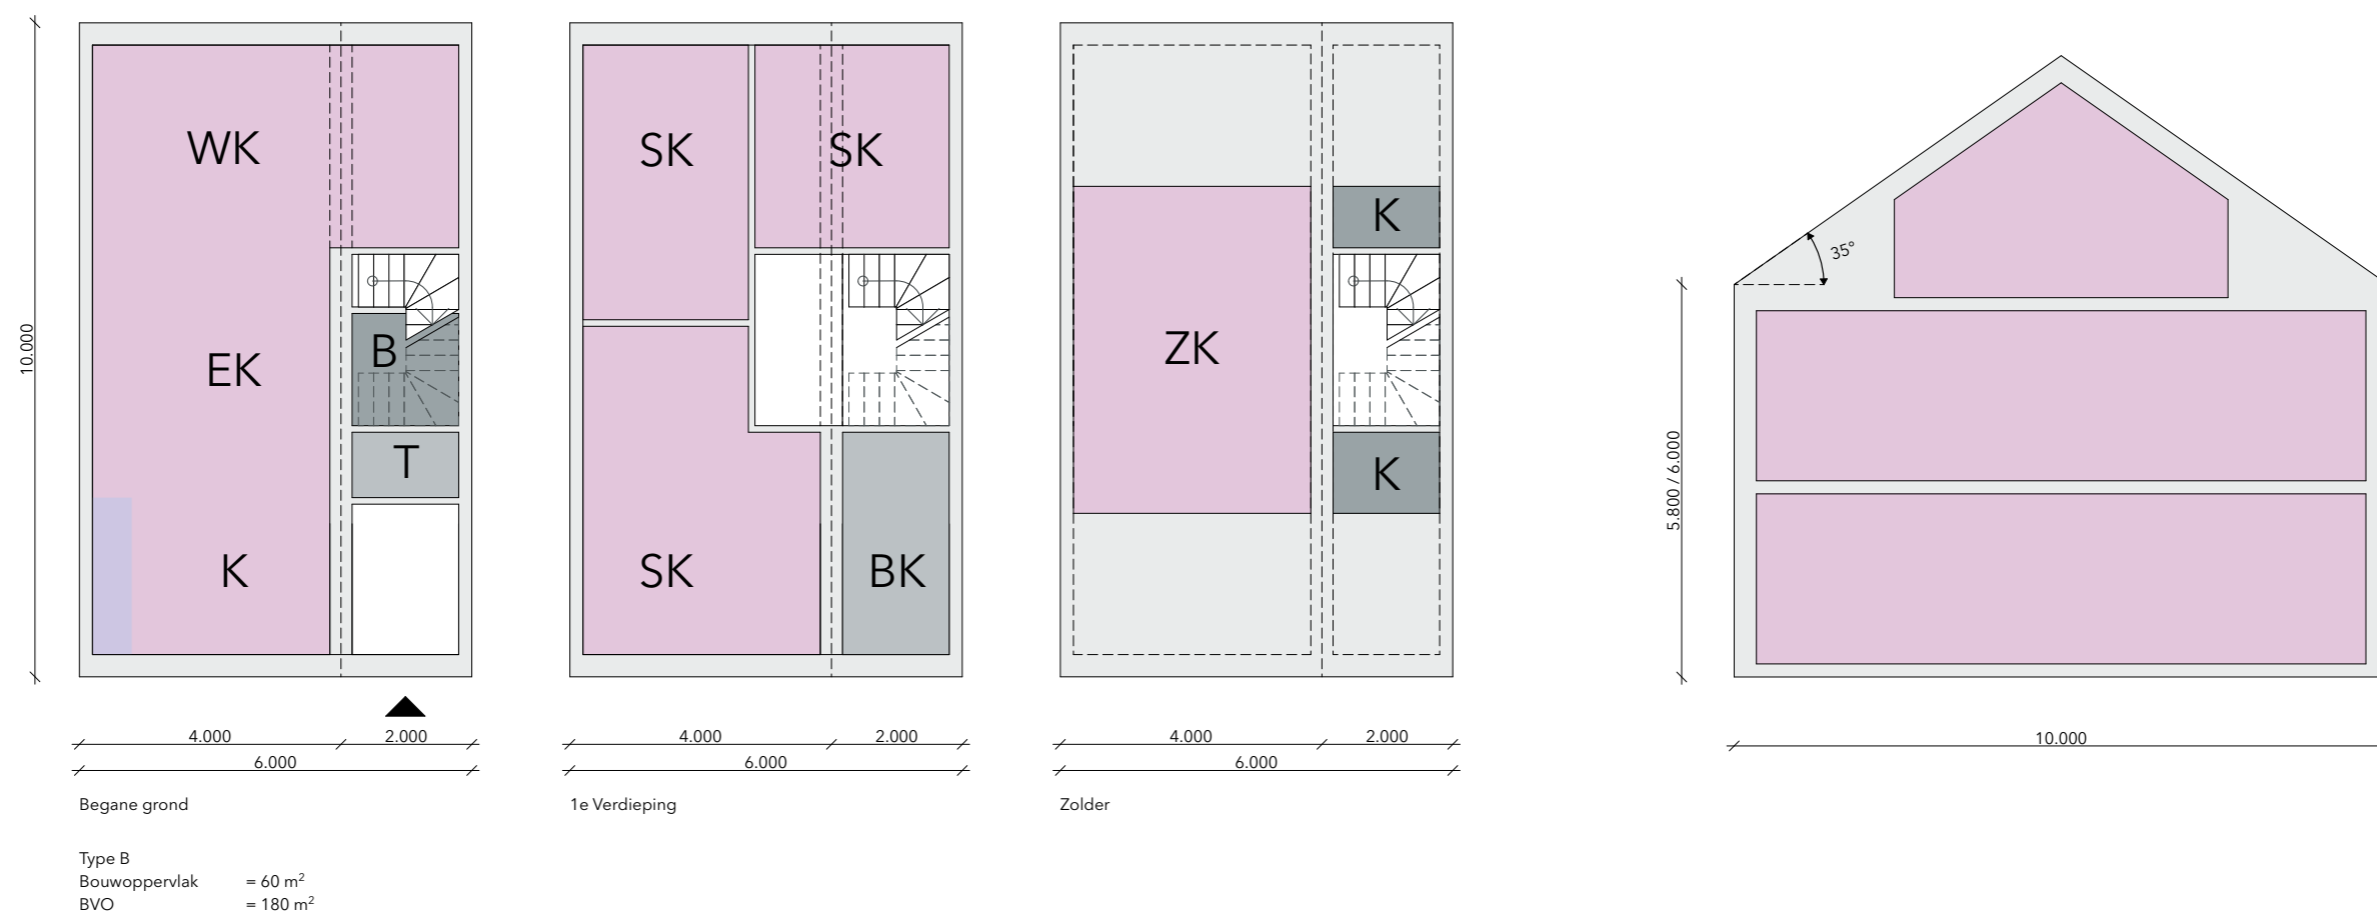 10.000
WK
EK
K
B
T
4.000
2.000
6.000
Begane grond
SK
SK
SK
BK
4.000
2.000
6.000
1e Verdieping
ZK
K
K
4.000
2.000
6.000
Zolder
35°
5.800 / 6.000
10.000
Type B
Bouwoppervlak = 60 m²
BVO = 180 m²